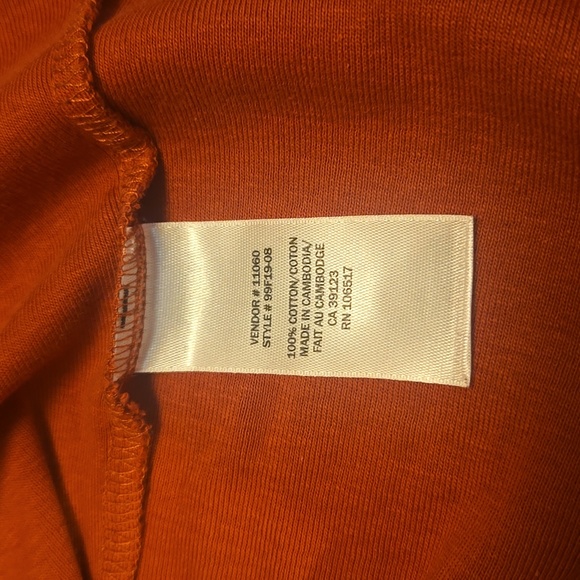 VENDOR # 11060
STYLE # 99F19-08
100% COTTON/COTON
MADE IN CAMBODIA/
FAIT AU CAMBODGE
CA 39123
RN 106517